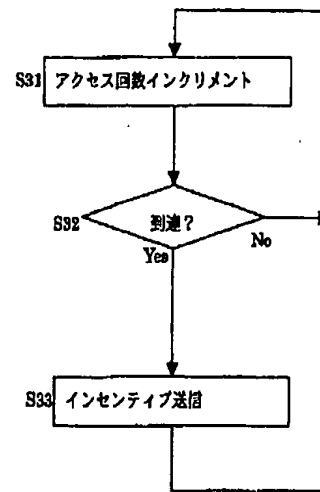 S31 アクセス回数インクリメント
S32 到達？
Yes
No
S33 インセンティブ送信